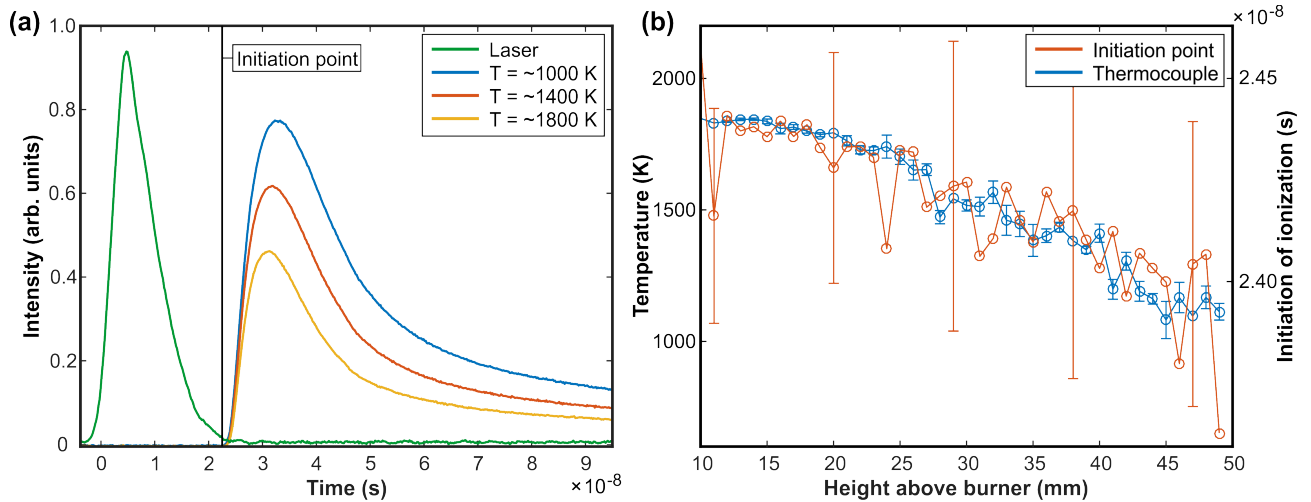 (a)
1.0
0.8
0.6
0.4
0.2
0
Intensity (arb. units)
Initiation point
Laser
T = ~1000 K
T = ~1400 K
T = ~1800 K
0 1 2 3 4 5 6 7 8 9
Time (s)
×10-8
(b)
×10-8
2000
1500
1000
Temperature (K)
Initiation point
Thermocouple
2.45
2.40
Initiation of ionization (s)
10 15 20 25 30 35 40 45 50
Height above burner (mm)